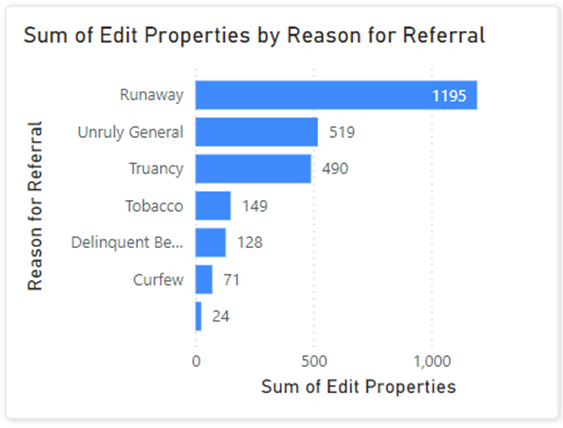 Sum of Edit Properties by Reason for Referral
Reason for Referral
Runaway 1195
Unruly General 519
Truancy 490
Tobacco 149
Delinquent Be... 128
Curfew 71
24
0 500 1,000
Sum of Edit Properties